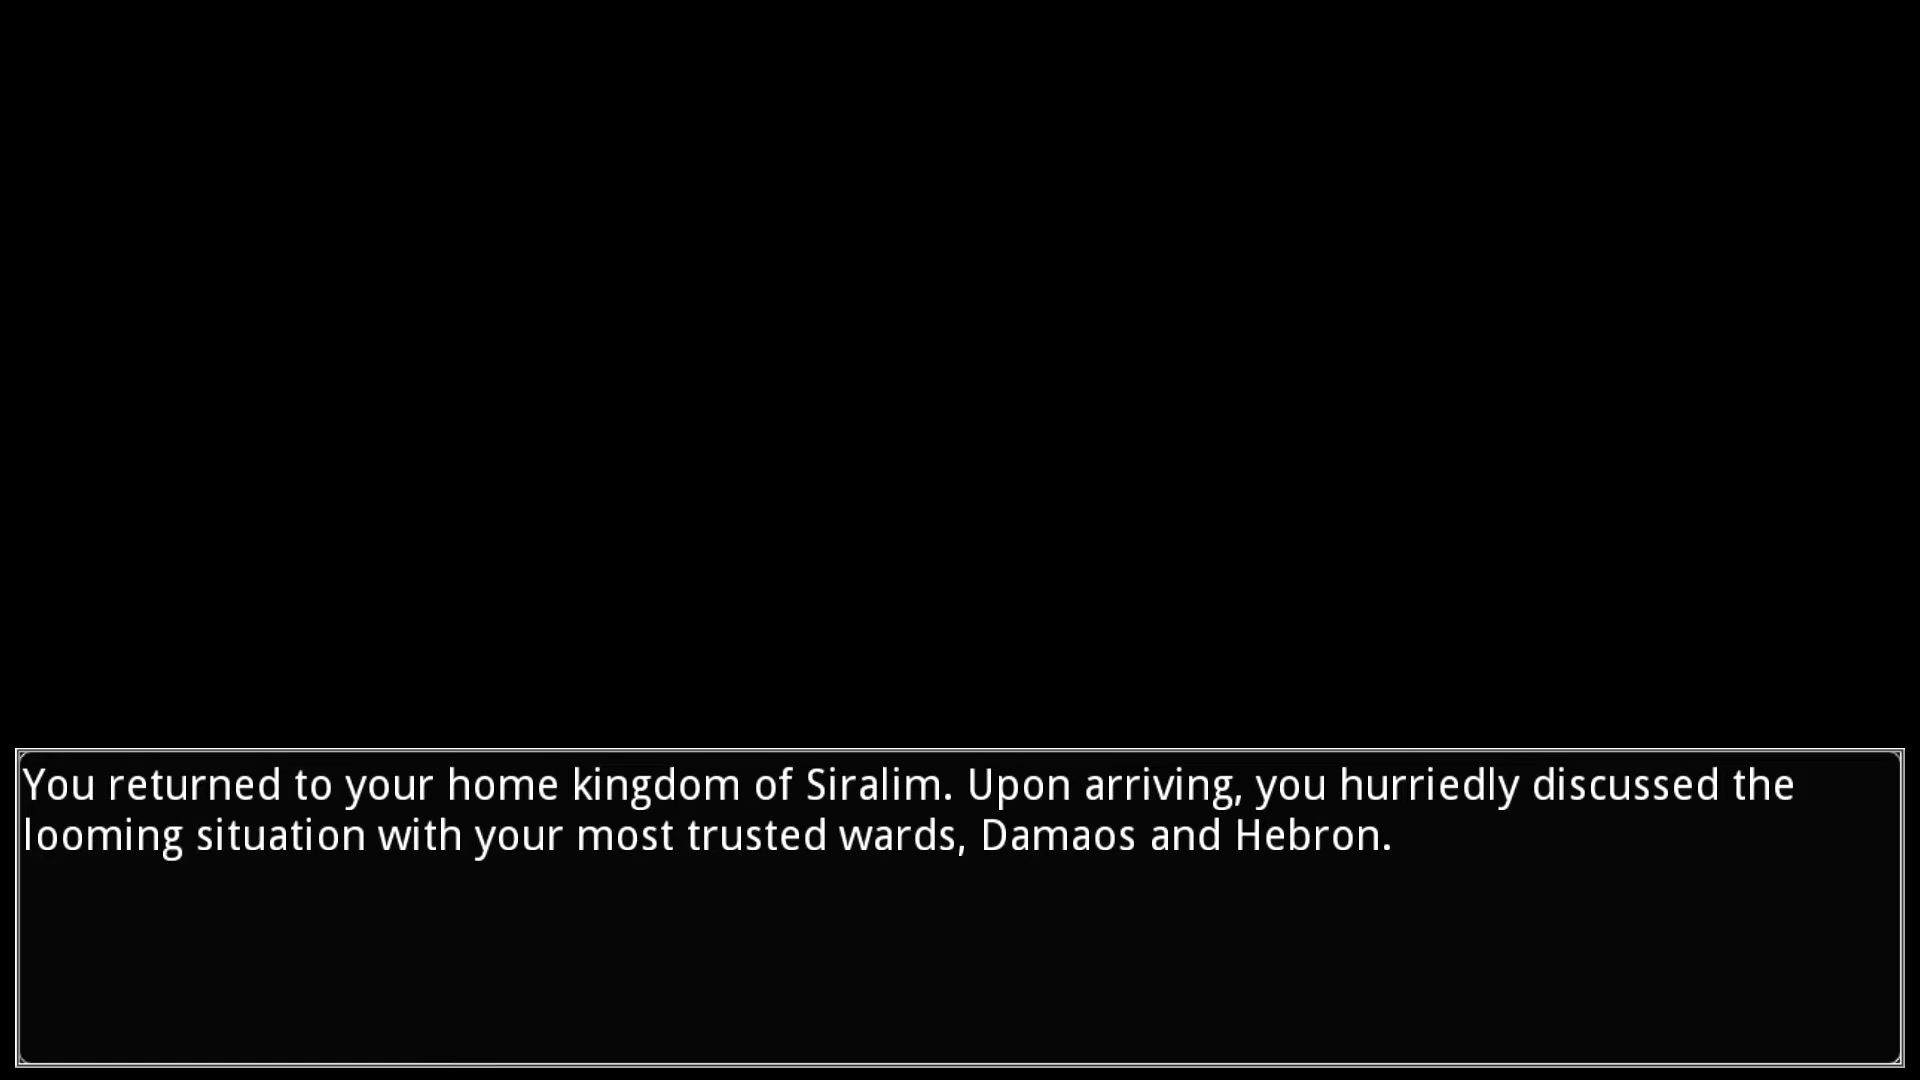 You returned to your home kingdom of Siralim. Upon arriving, you hurriedly discussed the
looming situation with your most trusted wards, Damaos and Hebron.